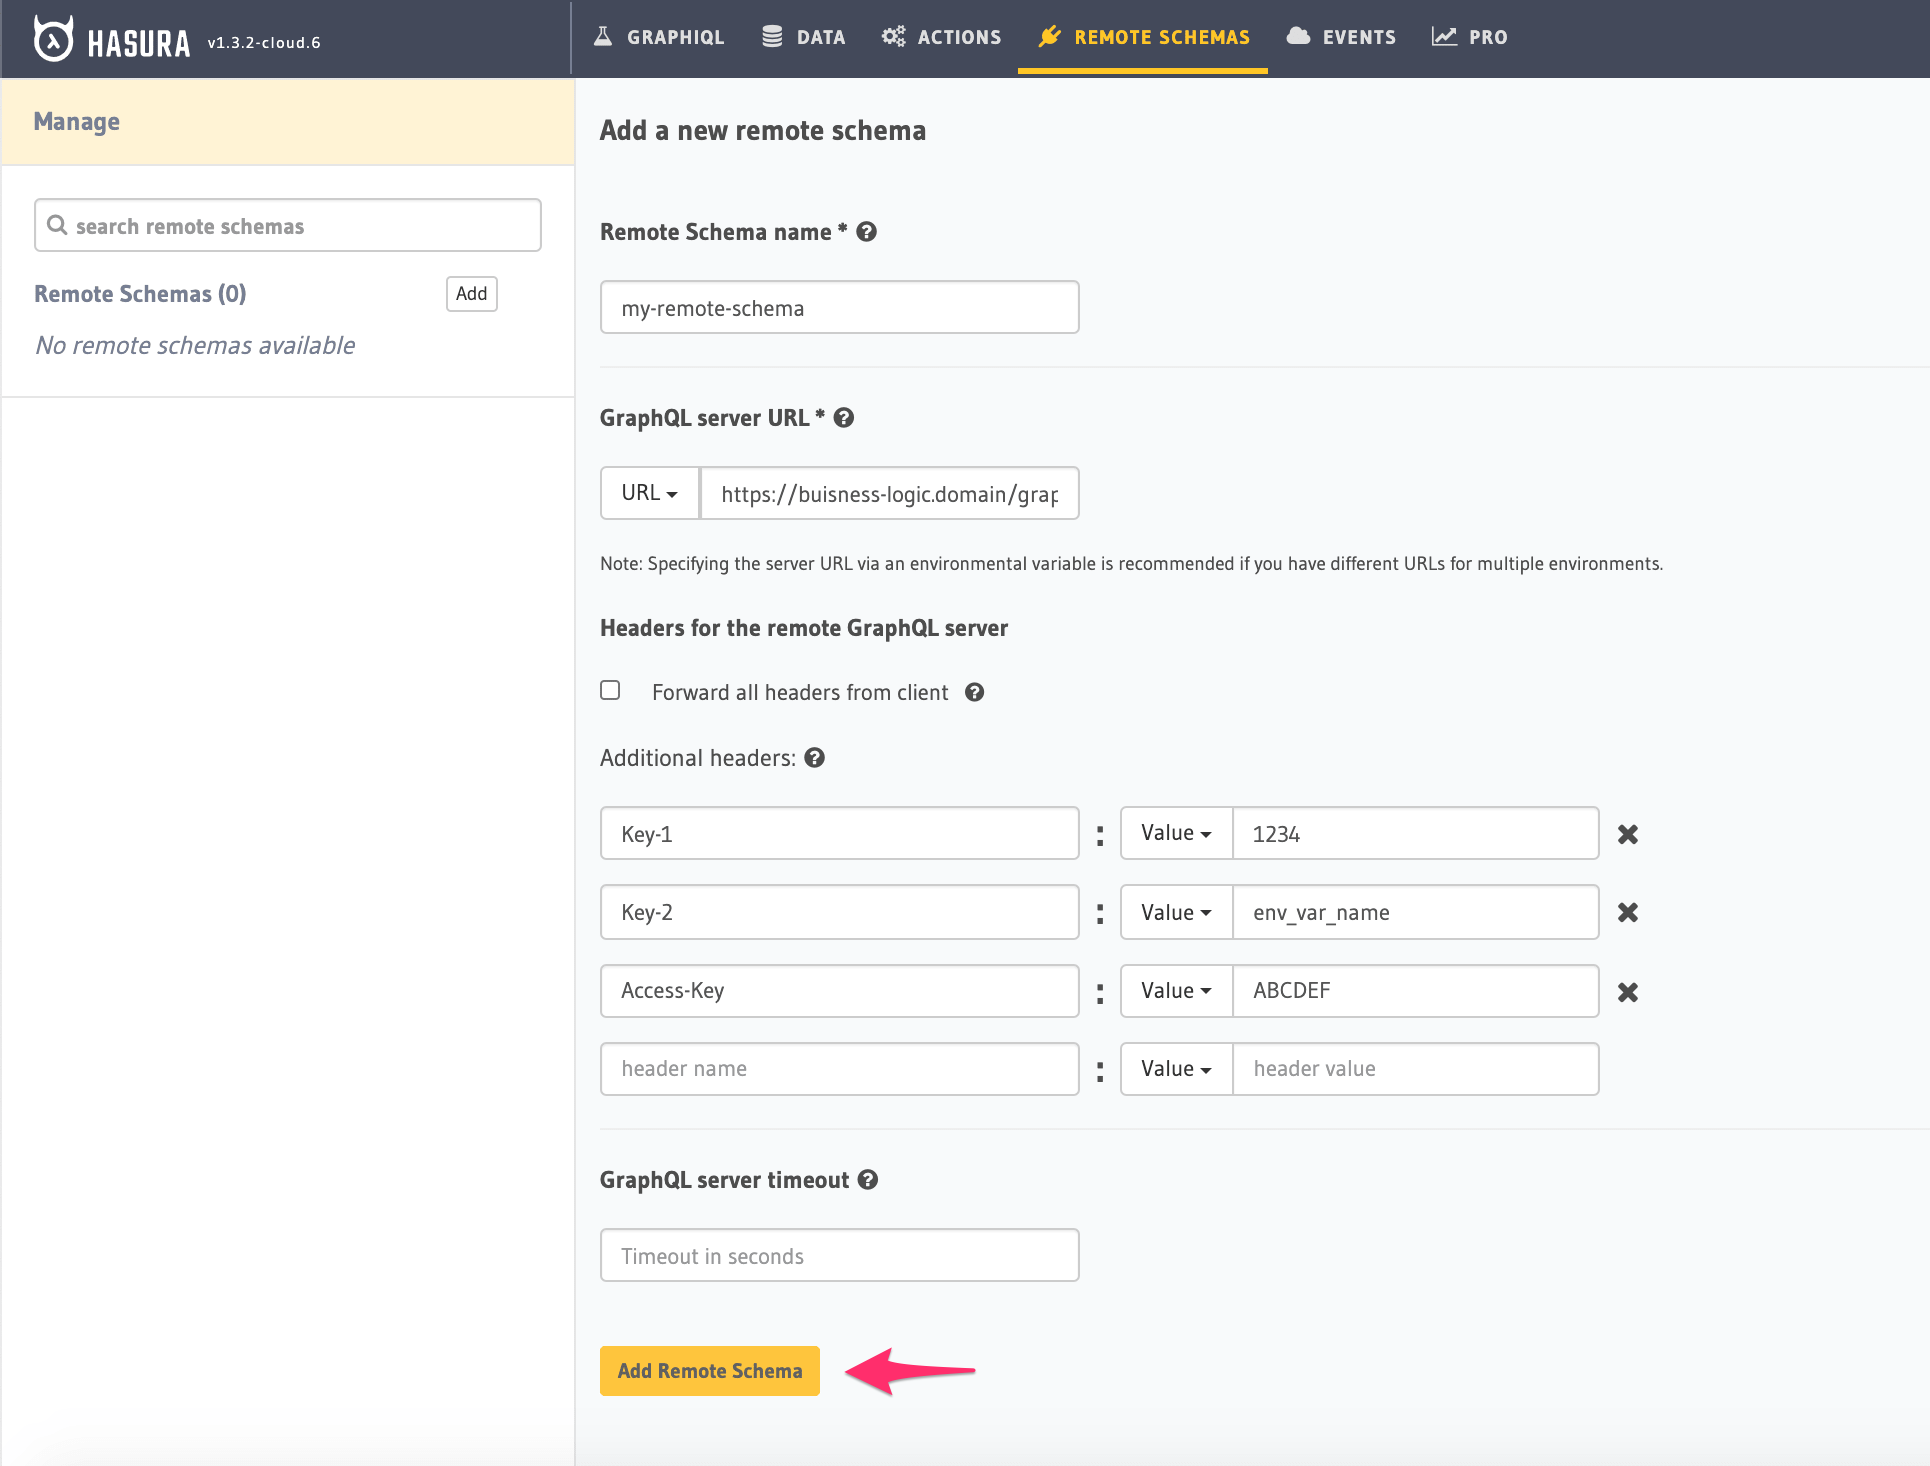 HASURA v1.3.2-cloud.6
GRAPHIQL DATA ACTIONS REMOTE SCHEMAS EVENTS PRO
Manage
search remote schemas
Remote Schemas (0) Add
No remote schemas available
Add a new remote schema
Remote Schema name *
my-remote-schema
GraphQL server URL *
URL https://buisness-logic.domain/grap
Note: Specifying the server URL via an environmental variable is recommended if you have different URLs for multiple environments.
Headers for the remote GraphQL server
Forward all headers from client
Additional headers:
Key-1 : Value 1234
Key-2 : Value env_var_name
Access-Key : Value ABCDEF
header name : Value header value
GraphQL server timeout
Timeout in seconds
Add Remote Schema